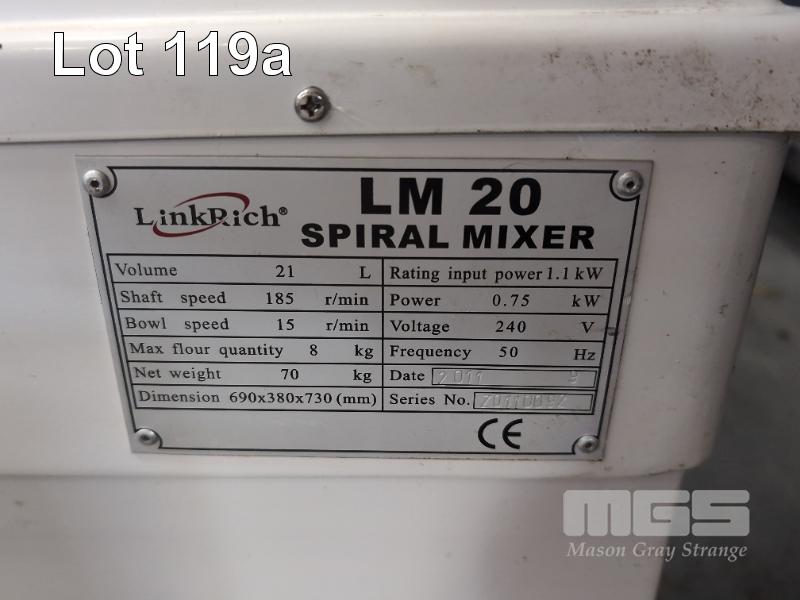 Lot 119a
LinkRich®
LM 20
SPIRAL MIXER
Volume 21 L
Rating input power 1.1 kW
Shaft speed 185 r/min
Power 0.75 kW
Bowl speed 15 r/min
Voltage 240 V
Max flour quantity 8 kg
Frequency 50 Hz
Net weight 70 kg
Date 2011 9
Dimension 690x380x730 (mm)
Series No.
CE
MGS
Mason Gray Strange